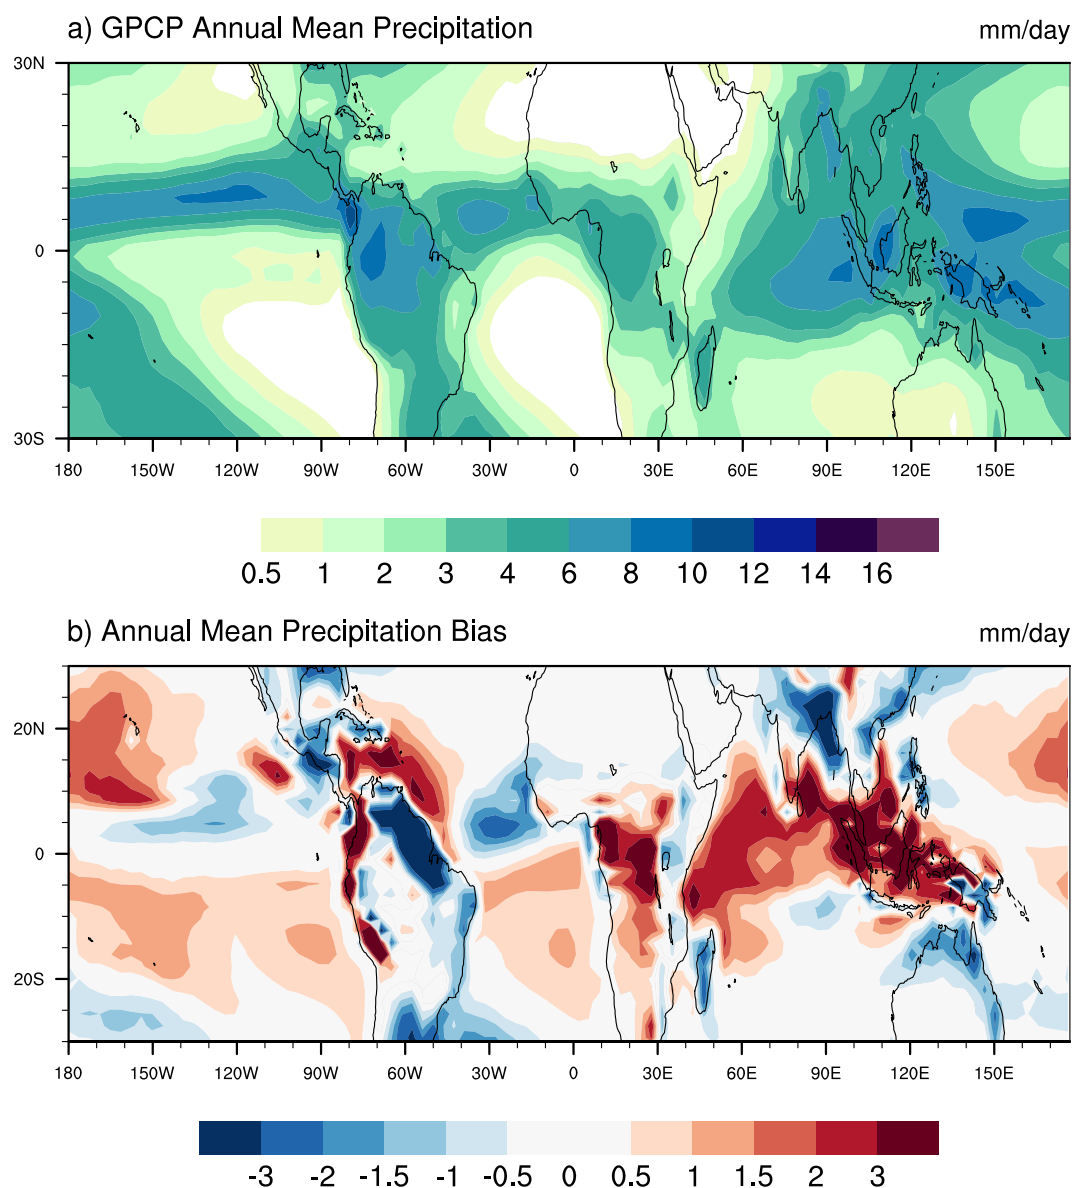 a) GPCP Annual Mean Precipitation mm/day
30N
0
30S
180 150W 120W 90W 60W 30W 0 30E 60E 90E 120E 150E
0.5 1 2 3 4 6 8 10 12 14 16
b) Annual Mean Precipitation Bias mm/day
20N
0
20S
180 150W 120W 90W 60W 30W 0 30E 60E 90E 120E 150E
-3 -2 -1.5 -1 -0.5 0 0.5 1 1.5 2 3